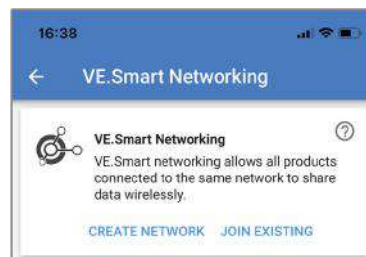 16:38
VE.Smart Networking
VE.Smart Networking
VE.Smart networking allows all products
connected to the same network to share
data wirelessly.
CREATE NETWORK JOIN EXISTING